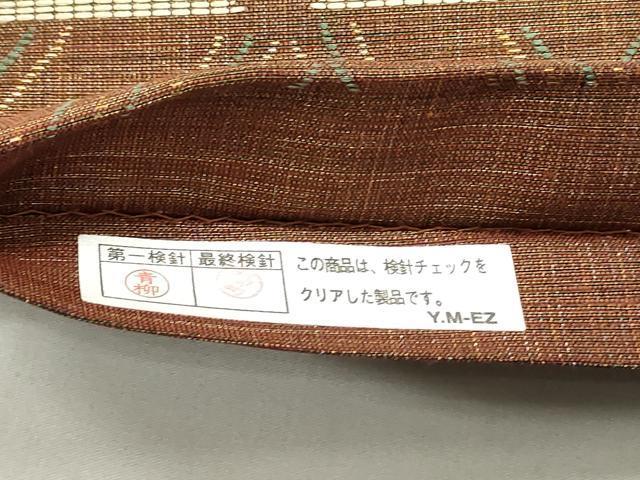 第一検針 最終検針
青柳
この商品は、検針チェックを
クリアした製品です。
Y.M-EZ